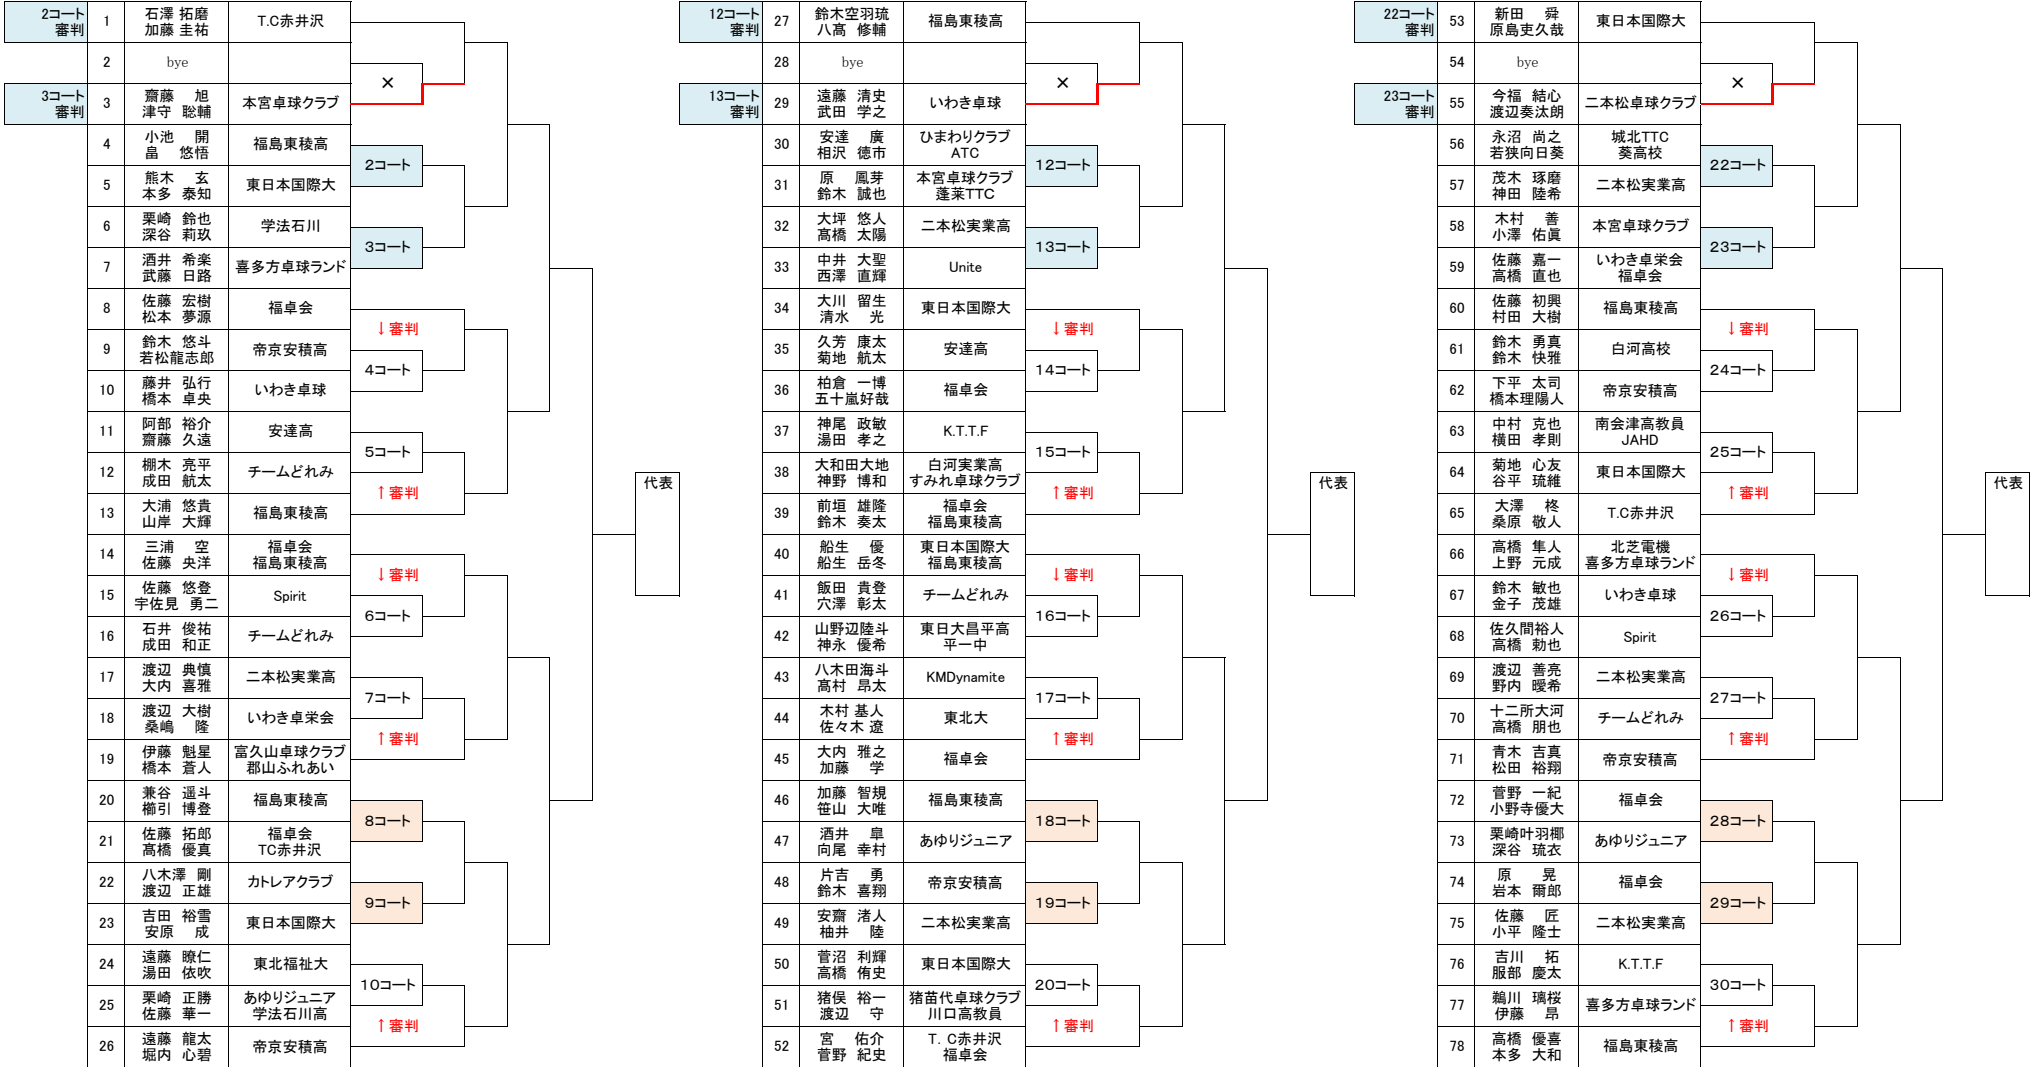 2コート 審判 1 石澤 拓磨 加藤 圭祐 T.C赤井沢
2 bye
×
3コート 審判 3 齋藤 旭 津守 聡輔 本宮卓球クラブ
4 小池 開 畠 悠悟 福島東稜高
2コート
5 熊木 玄 本多 泰知 東日本国際大
6 栗崎 鈴也 深谷 莉玖 学法石川
3コート
7 酒井 希楽 武藤 日路 喜多方卓球ランド
8 佐藤 宏樹 松本 夢源 福卓会
↓審判
9 鈴木 悠斗 若松龍志郎 帝京安積高
4コート
10 藤井 弘行 橋本 卓央 いわき卓球
11 阿部 裕介 齋藤 久遠 安達高
5コート
12 棚木 亮平 成田 航太 チームどれみ
↑審判
13 大浦 悠貴 山岸 大輝 福島東稜高
14 三浦 空 佐藤 央洋 福卓会 福島東稜高
↓審判
15 佐藤 悠登 宇佐見 勇二 Spirit
6コート
16 石井 俊祐 成田 和正 チームどれみ
17 渡辺 典慎 大内 喜雅 二本松実業高
7コート
18 渡辺 大樹 桑嶋 隆 いわき卓栄会
↑審判
19 伊藤 魁星 橋本 蒼人 富久山卓球クラブ 郡山ふれあい
20 兼谷 遥斗 櫛引 博登 福島東稜高
8コート
21 佐藤 拓郎 髙橋 優真 福卓会 TC赤井沢
22 八木澤 剛 渡辺 正雄 カトレアクラブ
9コート
23 吉田 裕雪 安原 成 東日本国際大
24 遠藤 瞭仁 湯田 依吹 東北福祉大
10コート
25 栗崎 正勝 佐藤 華一 あゆりジュニア 学法石川高
↑審判
26 遠藤 龍太 堀内 心碧 帝京安積高
代表
12コート 審判 27 鈴木空羽琉 八髙 修輔 福島東稜高
28 bye
×
13コート 審判 29 遠藤 清史 武田 学之 いわき卓球
30 安達 廣 相沢 徳市 ひまわりクラブ ATC
12コート
31 原 鳳芽 鈴木 誠也 本宮卓球クラブ 蓬莱TTC
32 大坪 悠人 髙橋 太陽 二本松実業高
13コート
33 中井 大聖 西澤 直輝 Unite
34 大川 留生 清水 光 東日本国際大
↓審判
35 久芳 康太 菊地 航太 安達高
14コート
36 柏倉 一博 五十嵐好哉 福卓会
37 神尾 政敏 湯田 孝之 K.T.T.F
15コート
38 大和田大地 神野 博和 白河実業高 すみれ卓球クラブ
↑審判
39 前垣 雄隆 鈴木 奏太 福卓会 福島東稜高
40 船生 優 船生 岳冬 東日本国際大 福島東稜高
↓審判
41 飯田 貴登 穴澤 彰太 チームどれみ
16コート
42 山野辺陸斗 神永 優希 東日大昌平高 平一中
43 八木田海斗 髙村 昂太 KMDynamite
17コート
44 木村 基人 佐々木 遼 東北大
↑審判
45 大内 雅之 加藤 学 福卓会
46 加藤 智規 笹山 大唯 福島東稜高
18コート
47 酒井 皐 向尾 幸村 あゆりジュニア
48 片吉 勇 鈴木 喜翔 帝京安積高
19コート
49 安齋 渚人 柚井 陸 二本松実業高
50 菅沼 利輝 高橋 侑史 東日本国際大
20コート
51 猪俣 裕一 渡辺 守 猪苗代卓球クラブ 川口高教員
↑審判
52 宮 佑介 菅野 紀史 T. C赤井沢 福卓会
代表
22コート 審判 53 新田 舜 原島吏久哉 東日本国際大
54 bye
×
23コート 審判 55 今福 結心 渡辺奏汰朗 二本松卓球クラブ
56 永沼 尚之 若狭向日葵 城北TTC 葵高校
22コート
57 茂木 琢磨 神田 陸希 二本松実業高
58 木村 善 小澤 佑眞 本宮卓球クラブ
23コート
59 佐藤 嘉一 高橋 直也 いわき卓栄会 福卓会
60 佐藤 初興 村田 大樹 福島東稜高
↓審判
61 鈴木 勇真 鈴木 快雅 白河高校
24コート
62 下平 太司 橋本理陽人 帝京安積高
63 中村 克也 横田 孝則 南会津高教員 JAHD
25コート
64 菊地 心友 谷平 琉維 東日本国際大
↑審判
65 大澤 柊 桑原 敬人 T.C赤井沢
66 高橋 隼人 上野 元成 北芝電機 喜多方卓球ランド
↓審判
67 鈴木 敏也 金子 茂雄 いわき卓球
26コート
68 佐久間裕人 高橋 勅也 Spirit
69 渡辺 善亮 野内 曖希 二本松実業高
27コート
70 十二所大河 高橋 朋也 チームどれみ
↑審判
71 青木 吉真 松田 裕翔 帝京安積高
72 菅野 一紀 小野寺優大 福卓会
28コート
73 栗崎叶羽梛 深谷 琉衣 あゆりジュニア
74 原 晃 岩本 爾郎 福卓会
29コート
75 佐藤 匠 小平 隆士 二本松実業高
76 吉川 拓 服部 慶太 K.T.T.F
30コート
77 鵜川 璃桜 伊藤 昂 喜多方卓球ランド
↑審判
78 高橋 優喜 本多 大和 福島東稜高
代表